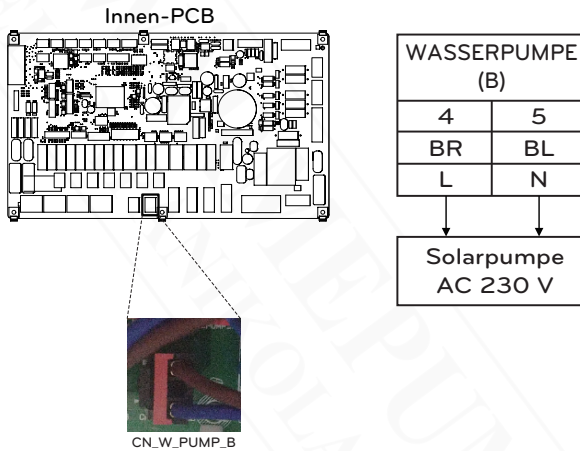 Innen-PCB
WASSERPUMPE
(B)
4 5
BR BL
L N
Solarpumpe
AC 230 V
CN_W_PUMP_B